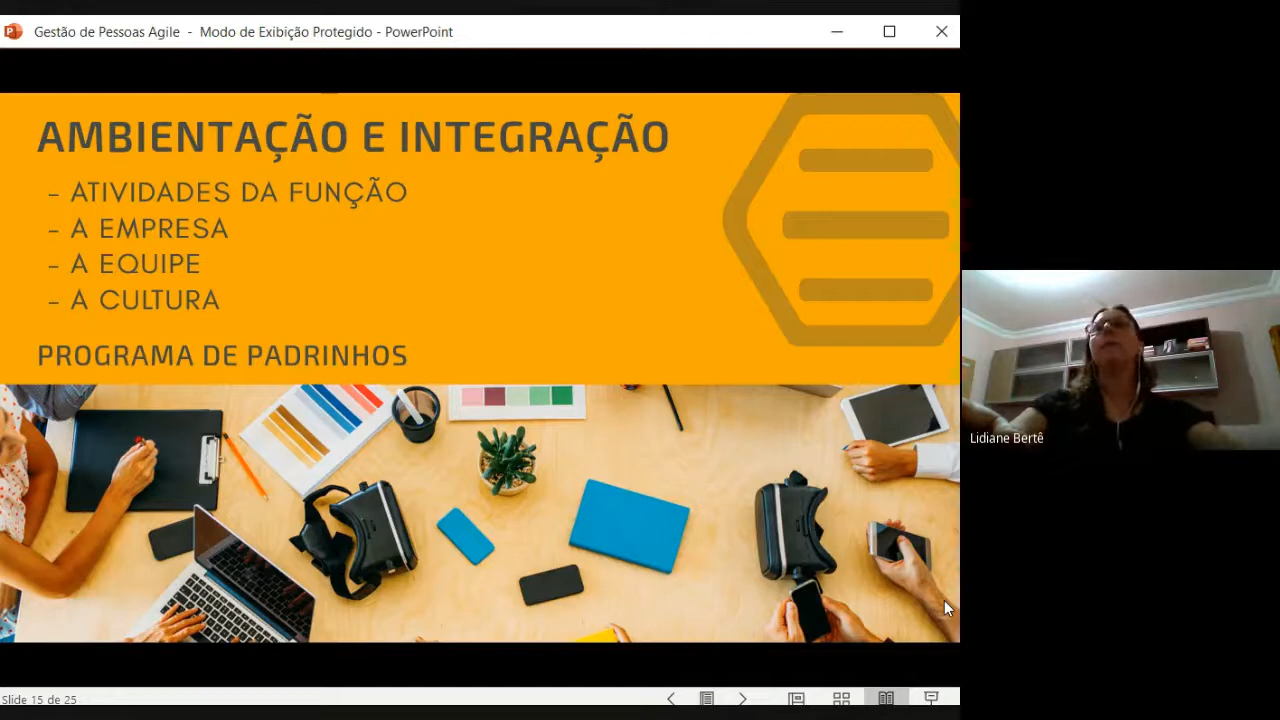 Gestão de Pessoas Agile - Modo de Exibição Protegido - PowerPoint
AMBIENTAÇÃO E INTEGRAÇÃO
- ATIVIDADES DA FUNÇÃO
- A EMPRESA
- A EQUIPE
- A CULTURA
PROGRAMA DE PADRINHOS
Lidiane Bertê
Slide 15 de 25